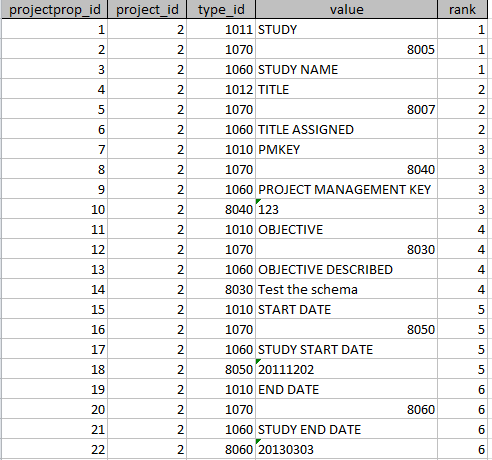 projectprop_id project_id type_id value rank
1 2 1011 STUDY 1
2 2 1070 8005 1
3 2 1060 STUDY NAME 1
4 2 1012 TITLE 2
5 2 1070 8007 2
6 2 1060 TITLE ASSIGNED 2
7 2 1010 PMKEY 3
8 2 1070 8040 3
9 2 1060 PROJECT MANAGEMENT KEY 3
10 2 8040 123 3
11 2 1010 OBJECTIVE 4
12 2 1070 8030 4
13 2 1060 OBJECTIVE DESCRIBED 4
14 2 8030 Test the schema 4
15 2 1010 START DATE 5
16 2 1070 8050 5
17 2 1060 STUDY START DATE 5
18 2 8050 20111202 5
19 2 1010 END DATE 6
20 2 1070 8060 6
21 2 1060 STUDY END DATE 6
22 2 8060 20130303 6